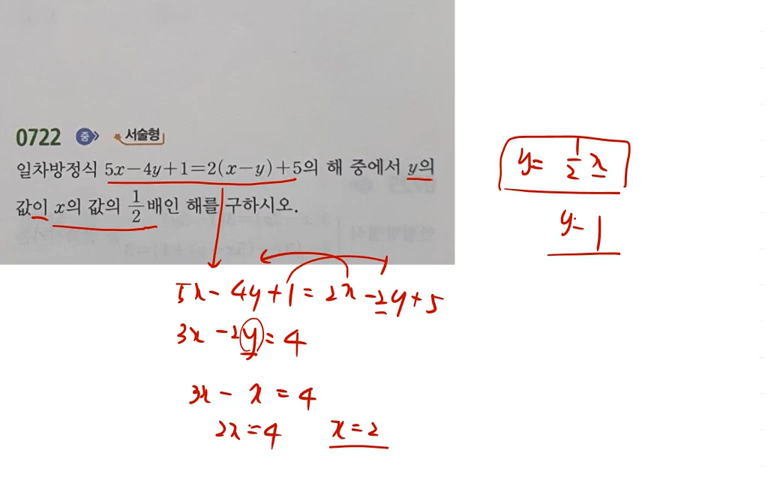 0722 중 서술형
일차방정식 5x-4y+1=2(x-y)+5의 해 중에서 y의
값이 x의 값의 1/2배인 해를 구하시오.
y= 1/2 x
y=1
5x-4y+1=2x-2y+5
3x-2y=4
3x-x=4
2x=4 x=2